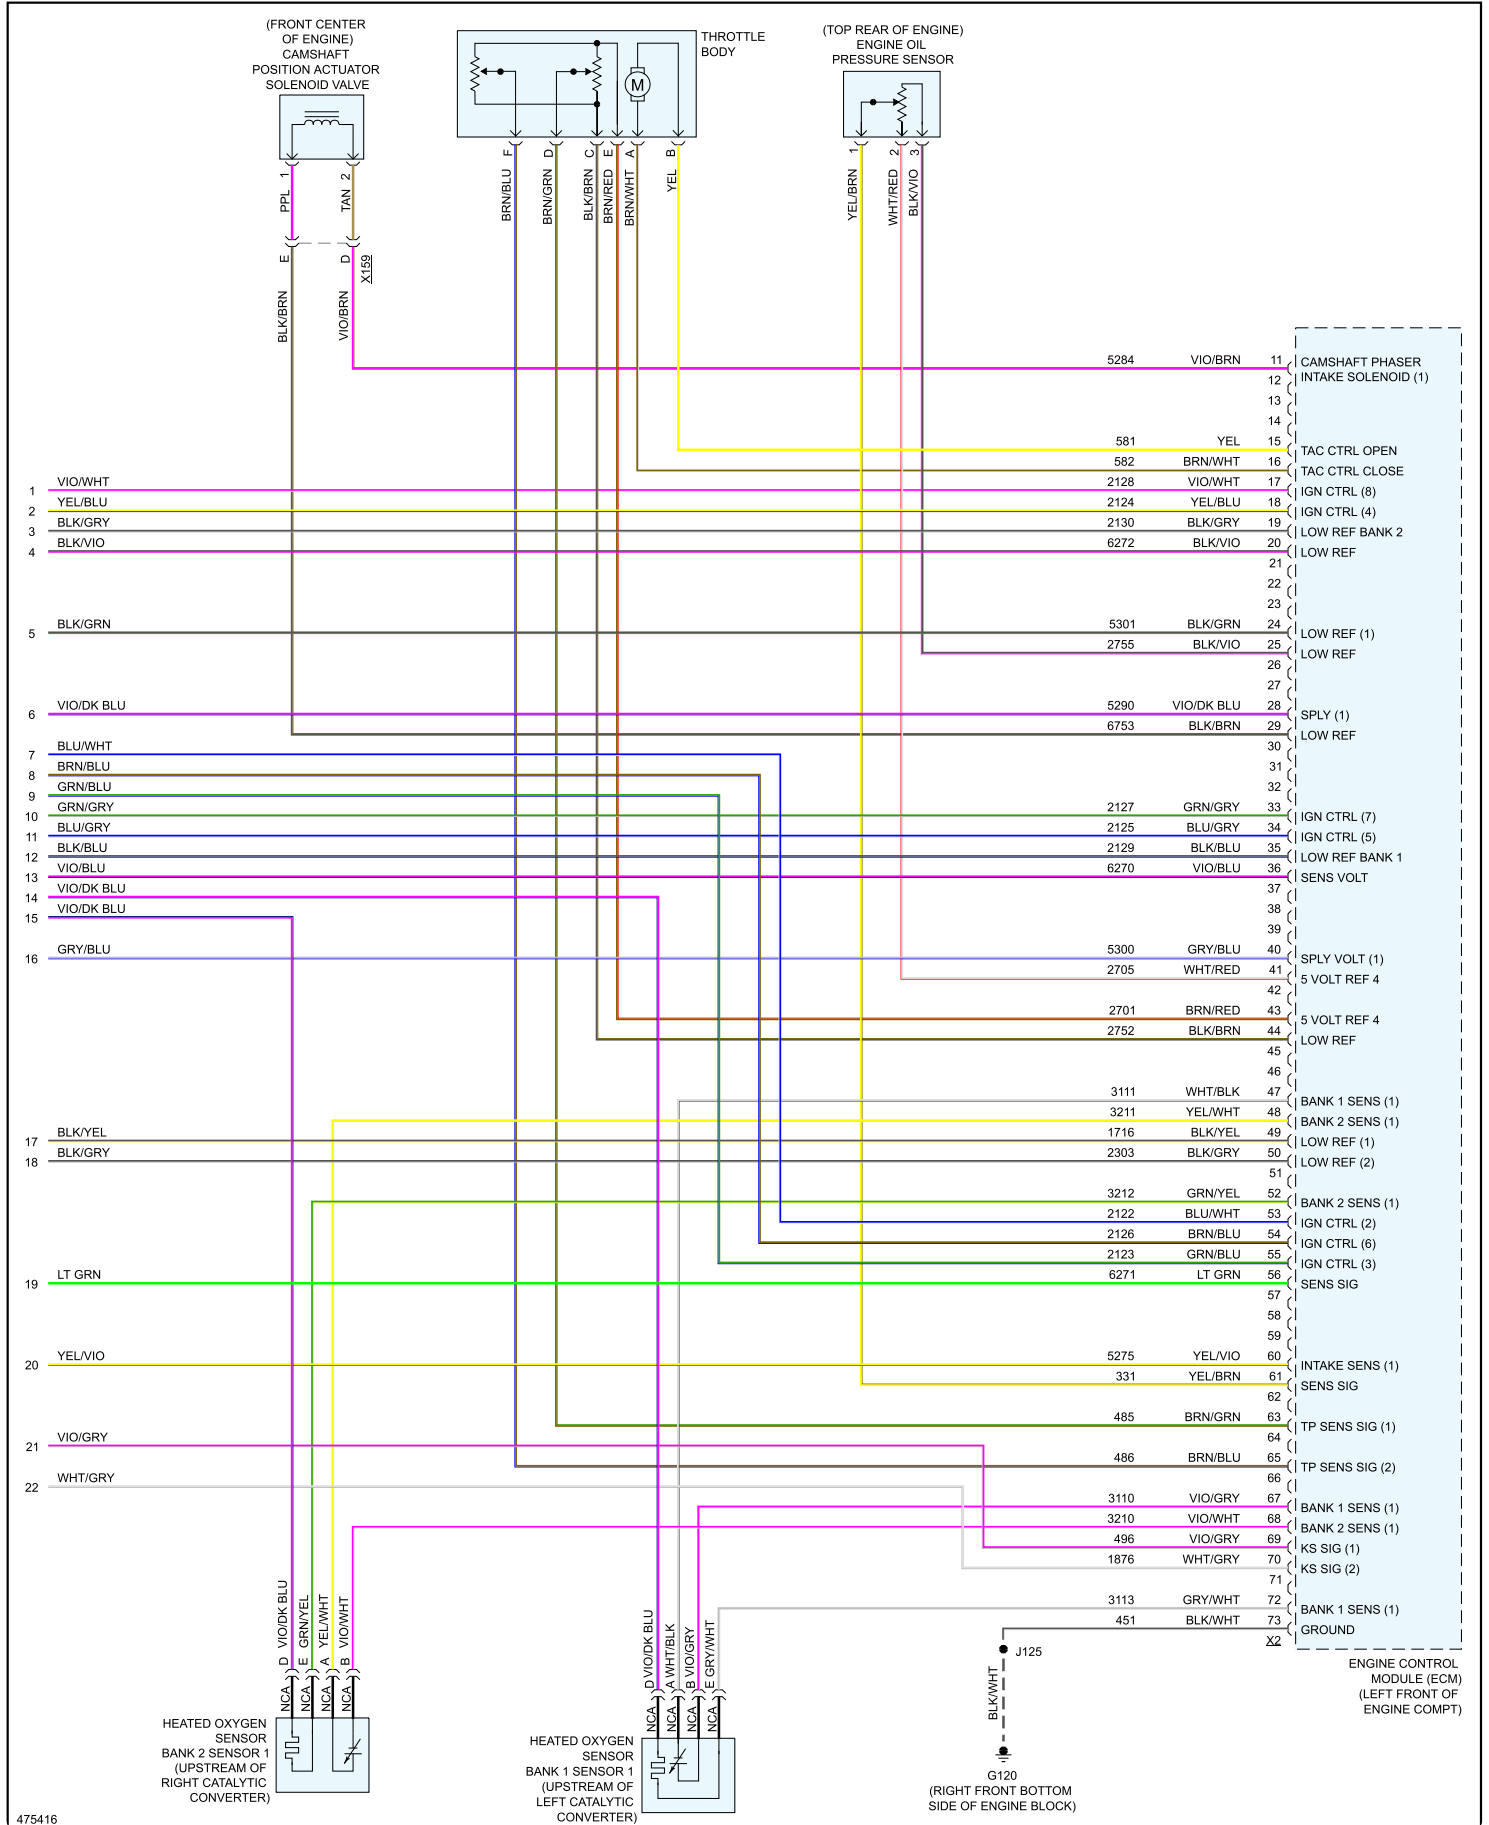 (FRONT CENTER
OF ENGINE)
CAMSHAFT
POSITION ACTUATOR
SOLENOID VALVE
THROTTLE
BODY
M
(TOP REAR OF ENGINE)
ENGINE OIL
PRESSURE SENSOR
PPL 1
TAN 2
E
D
X159
BLK/BRN
VIO/BRN
BRN/BLU F
BRN/GRN D
BLK/BRN C
BRN/RED E
BRN/WHT A
YEL B
YEL/BRN 1
WHT/RED 2
BLK/VIO 3
5284 VIO/BRN 11 CAMSHAFT PHASER
INTAKE SOLENOID (1)
12
13
14
581 YEL 15 TAC CTRL OPEN
582 BRN/WHT 16 TAC CTRL CLOSE
1 VIO/WHT 2128 VIO/WHT 17 IGN CTRL (8)
2 YEL/BLU 2124 YEL/BLU 18 IGN CTRL (4)
3 BLK/GRY 2130 BLK/GRY 19 LOW REF BANK 2
4 BLK/VIO 6272 BLK/VIO 20 LOW REF
21
22
23
5 BLK/GRN 5301 BLK/GRN 24 LOW REF (1)
2755 BLK/VIO 25 LOW REF
26
27
6 VIO/DK BLU 5290 VIO/DK BLU 28 SPLY (1)
6753 BLK/BRN 29 LOW REF
7 BLU/WHT 30
8 BRN/BLU 31
9 GRN/BLU 32
10 GRN/GRY 2127 GRN/GRY 33 IGN CTRL (7)
11 BLU/GRY 2125 BLU/GRY 34 IGN CTRL (5)
12 BLK/BLU 2129 BLK/BLU 35 LOW REF BANK 1
13 VIO/BLU 6270 VIO/BLU 36 SENS VOLT
14 VIO/DK BLU 37
15 VIO/DK BLU 38
39
16 GRY/BLU 5300 GRY/BLU 40 SPLY VOLT (1)
2705 WHT/RED 41 5 VOLT REF 4
42
2701 BRN/RED 43 5 VOLT REF 4
2752 BLK/BRN 44 LOW REF
45
46
3111 WHT/BLK 47 BANK 1 SENS (1)
3211 YEL/WHT 48 BANK 2 SENS (1)
17 BLK/YEL 1716 BLK/YEL 49 LOW REF (1)
18 BLK/GRY 2303 BLK/GRY 50 LOW REF (2)
51
3212 GRN/YEL 52 BANK 2 SENS (1)
2122 BLU/WHT 53 IGN CTRL (2)
2126 BRN/BLU 54 IGN CTRL (6)
2123 GRN/BLU 55 IGN CTRL (3)
19 LT GRN 6271 LT GRN 56 SENS SIG
57
58
59
20 YEL/VIO 5275 YEL/VIO 60 INTAKE SENS (1)
331 YEL/BRN 61 SENS SIG
62
485 BRN/GRN 63 TP SENS SIG (1)
21 VIO/GRY 64
486 BRN/BLU 65 TP SENS SIG (2)
22 WHT/GRY 66
3110 VIO/GRY 67 BANK 1 SENS (1)
3210 VIO/WHT 68 BANK 2 SENS (1)
496 VIO/GRY 69 KS SIG (1)
1876 WHT/GRY 70 KS SIG (2)
71
3113 GRY/WHT 72 BANK 1 SENS (1)
451 BLK/WHT 73 GROUND
X2
ENGINE CONTROL
MODULE (ECM)
(LEFT FRONT OF
ENGINE COMPT)
J125
BLK/WHT
G120
(RIGHT FRONT BOTTOM
SIDE OF ENGINE BLOCK)
NCA D VIO/DK BLU
NCA E GRN/YEL
NCA A YEL/WHT
NCA B VIO/WHT
HEATED OXYGEN
SENSOR
BANK 2 SENSOR 1
(UPSTREAM OF
RIGHT CATALYTIC
CONVERTER)
NCA D VIO/DK BLU
NCA A WHT/BLK
NCA B VIO/GRY
NCA E GRY/WHT
HEATED OXYGEN
SENSOR
BANK 1 SENSOR 1
(UPSTREAM OF
LEFT CATALYTIC
CONVERTER)
475416